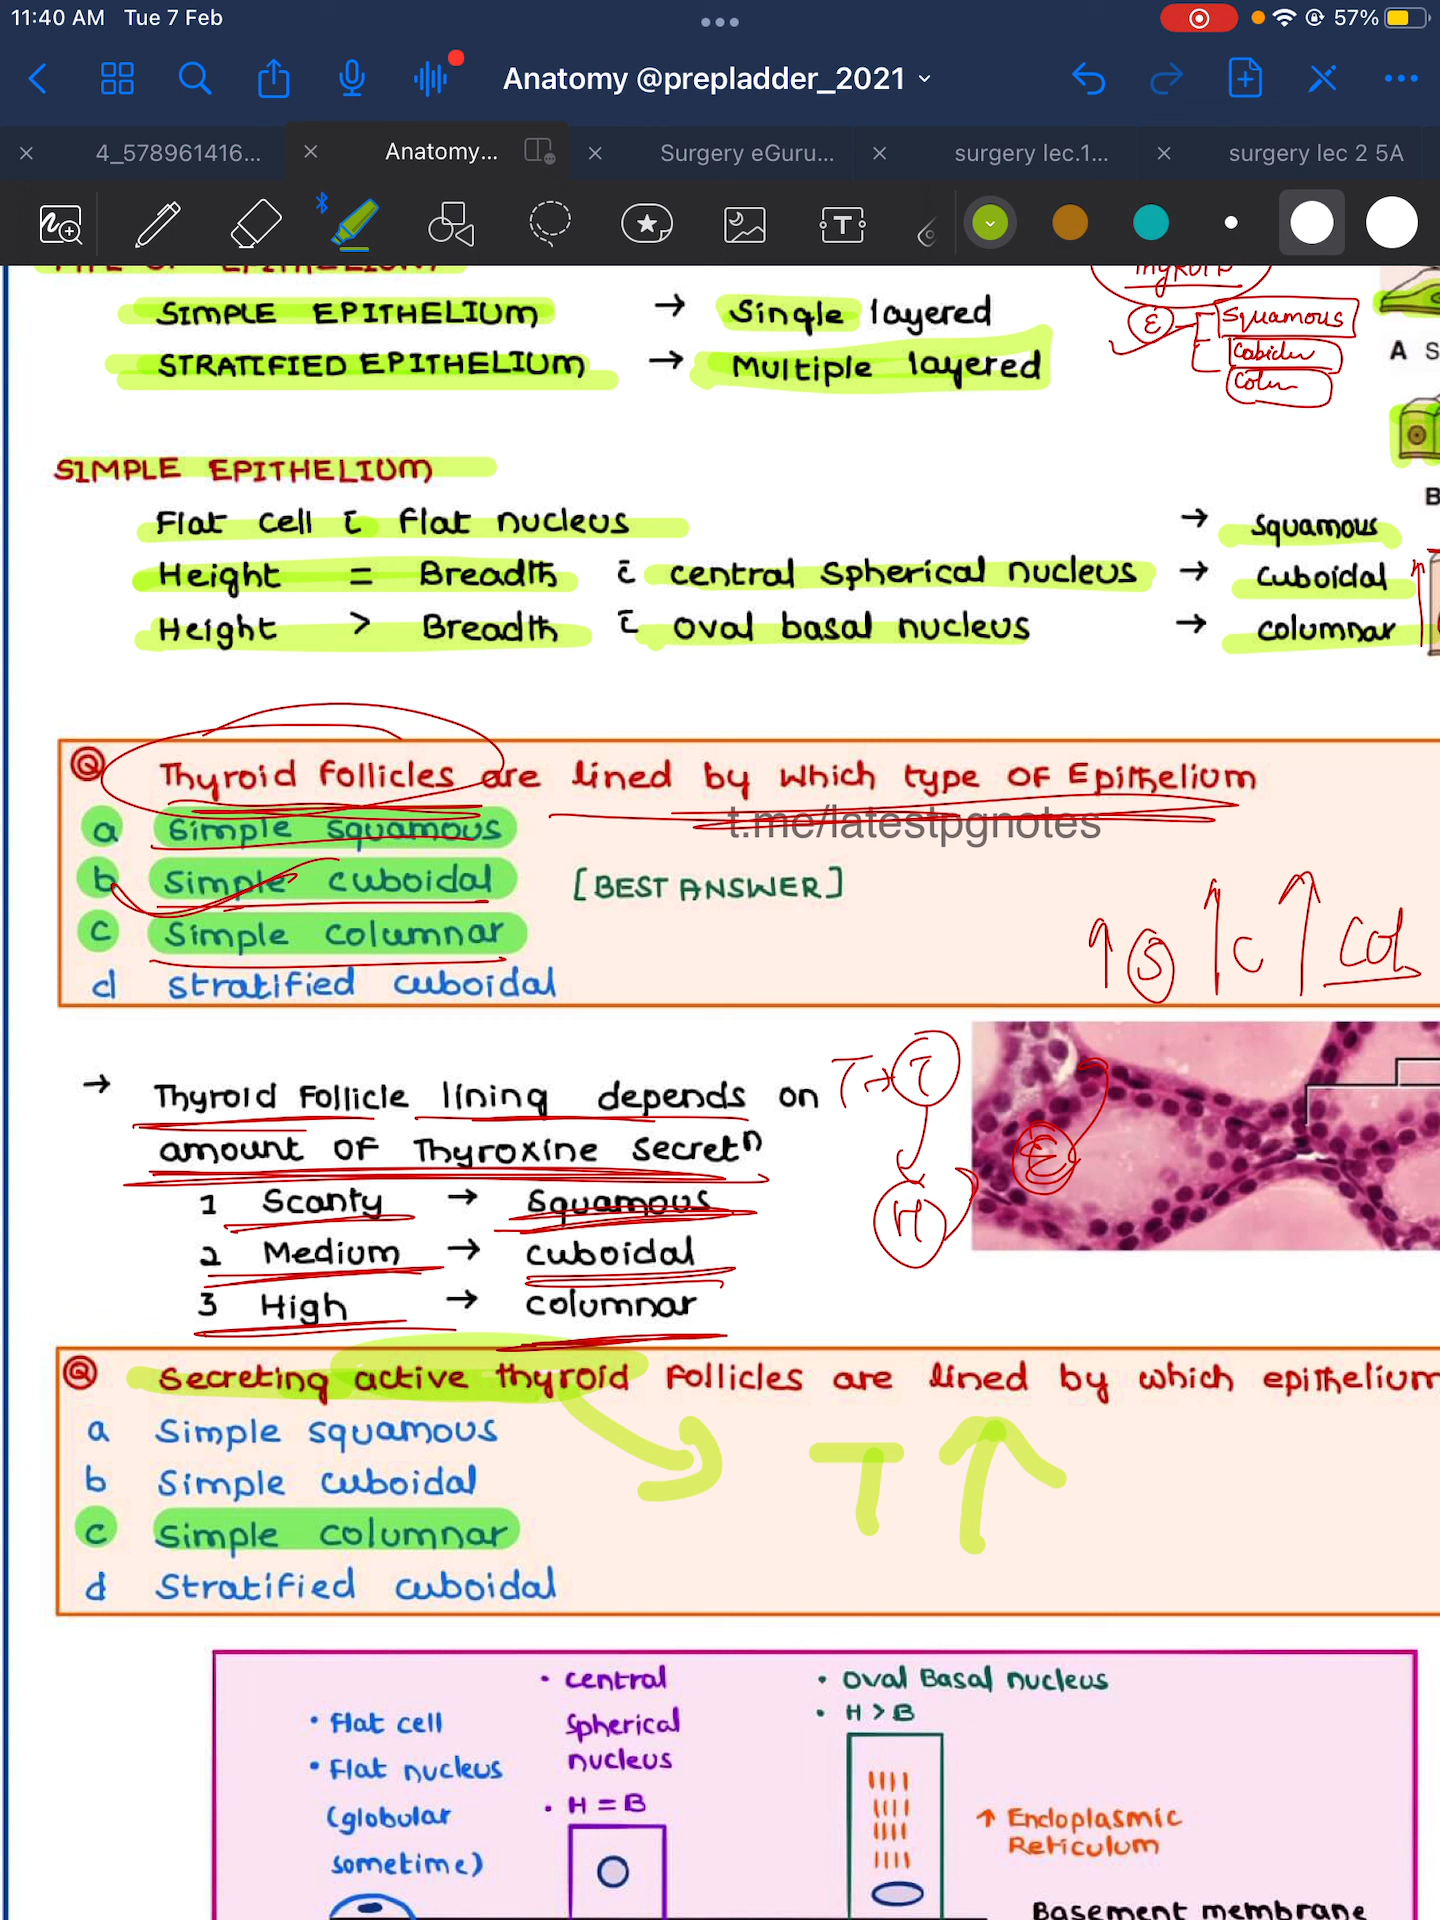 11:40 AM Tue 7 Feb
57%
Anatomy @prepladder_2021
4_578961416...
Anatomy...
Surgery eGuru...
surgery lec.1...
surgery lec 2 5A
SIMPLE EPITHELIUM → Single layered
STRATIFIED EPITHELIUM → Multiple layered
Squamous
A S
B
SIMPLE EPITHELIUM
Flat cell c̄ flat nucleus → Squamous
Height = Breadth c̄ central Spherical nucleus → Cuboidal
Height > Breadth c̄ oval basal nucleus → columnar
Q Thyroid follicles are lined by which type OF Epithelium
t.me/latestpgnotes
a Simple squamous
b Simple cuboidal [BEST ANSWER]
c Simple columnar
d stratified cuboidal
↑ S ↑ C ↑ Col
→ Thyroid Follicle lining depends on
amount OF Thyroxine Secretⁿ
1 Scanty → Squamous
2 Medium → cuboidal
3 High → columnar
T → T
H
E
Q Secreting active thyroid Follicles are lined by which epithelium
a Simple squamous
b Simple cuboidal
c Simple columnar
d Stratified cuboidal
T ↑
• Flat cell
• Flat nucleus
(globular
sometime)
• central
Spherical
nucleus
• H = B
• Oval Basal nucleus
• H > B
↑ Endoplasmic
Reticulum
Basement membrane